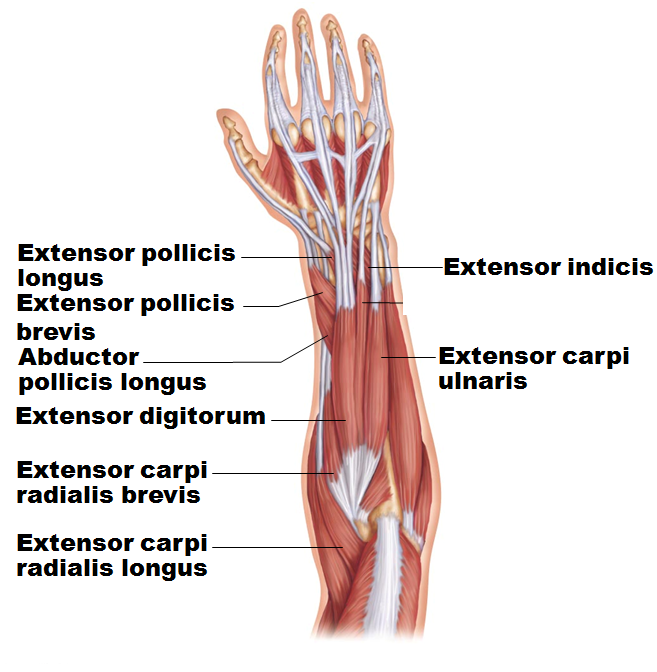 Extensor pollicis
longus
Extensor pollicis
brevis
Abductor
pollicis longus
Extensor digitorum
Extensor carpi
radialis brevis
Extensor carpi
radialis longus
Extensor indicis
Extensor carpi
ulnaris